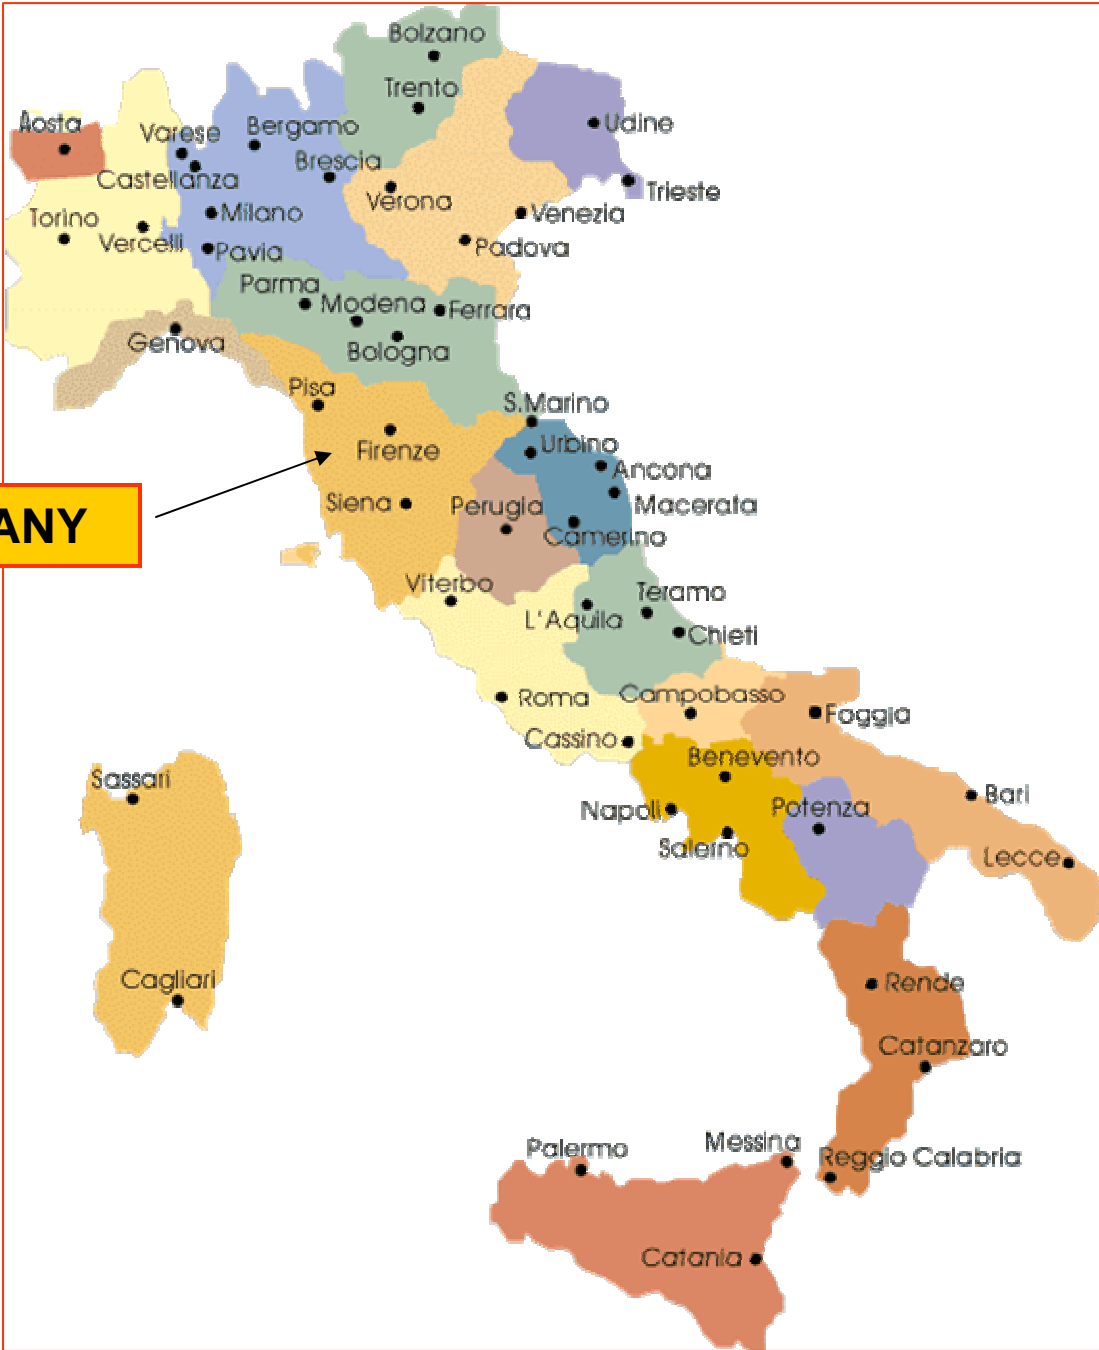 Bolzano
Trento
Aosta
Varese
Bergamo
Udine
Brescia
Castellanza
Verona
Trieste
Torino
Milano
Venezia
Vercelli
Pavia
Padova
Parma
Modena
Ferrara
Genova
Bologna
Pisa
S.Marino
Firenze
Urbino
Ancona
Siena
Perugia
Macerata
ANY
Camerino
Viterbo
Teramo
L'Aquila
Chieti
Roma
Campobasso
Foggia
Cassino
Benevento
Sassari
Bari
Napoli
Potenza
Salerno
Lecce
Cagliari
Rende
Catanzaro
Palermo
Messina
Reggio Calabria
Catania